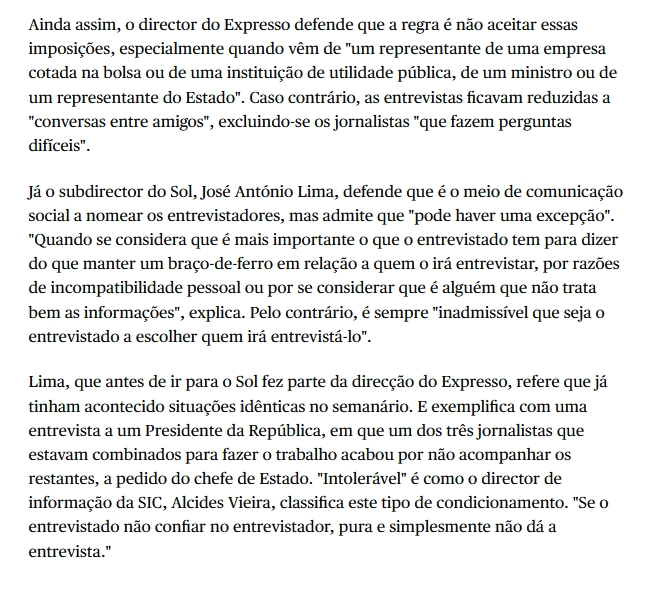 Ainda assim, o director do Expresso defende que a regra é não aceitar essas
imposições, especialmente quando vêm de "um representante de uma empresa
cotada na bolsa ou de uma instituição de utilidade pública, de um ministro ou de
um representante do Estado". Caso contrário, as entrevistas ficavam reduzidas a
"conversas entre amigos", excluindo-se os jornalistas "que fazem perguntas
difíceis".
Já o subdirector do Sol, José António Lima, defende que é o meio de comunicação
social a nomear os entrevistadores, mas admite que "pode haver uma excepção".
"Quando se considera que é mais importante o que o entrevistado tem para dizer
do que manter um braço-de-ferro em relação a quem o irá entrevistar, por razões
de incompatibilidade pessoal ou por se considerar que é alguém que não trata
bem as informações", explica. Pelo contrário, é sempre "inadmissível que seja o
entrevistado a escolher quem irá entrevistá-lo".
Lima, que antes de ir para o Sol fez parte da direcção do Expresso, refere que já
tinham acontecido situações idênticas no semanário. E exemplifica com uma
entrevista a um Presidente da República, em que um dos três jornalistas que
estavam combinados para fazer o trabalho acabou por não acompanhar os
restantes, a pedido do chefe de Estado. "Intolerável" é como o director de
informação da SIC, Alcides Vieira, classifica este tipo de condicionamento. "Se o
entrevistado não confiar no entrevistador, pura e simplesmente não dá a
entrevista."